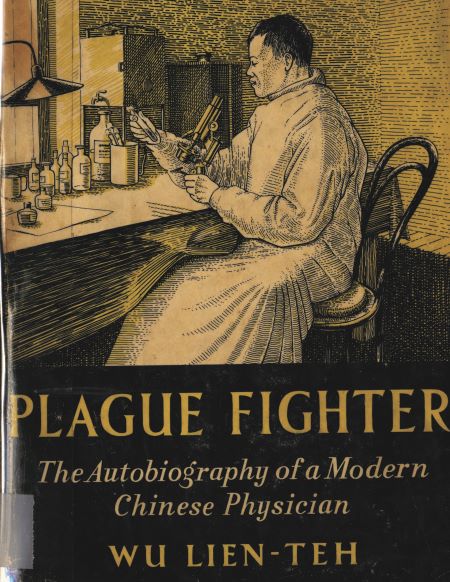 PLAGUE FIGHTER
The Autobiography of a Modern
Chinese Physician
WU LIEN-TEH